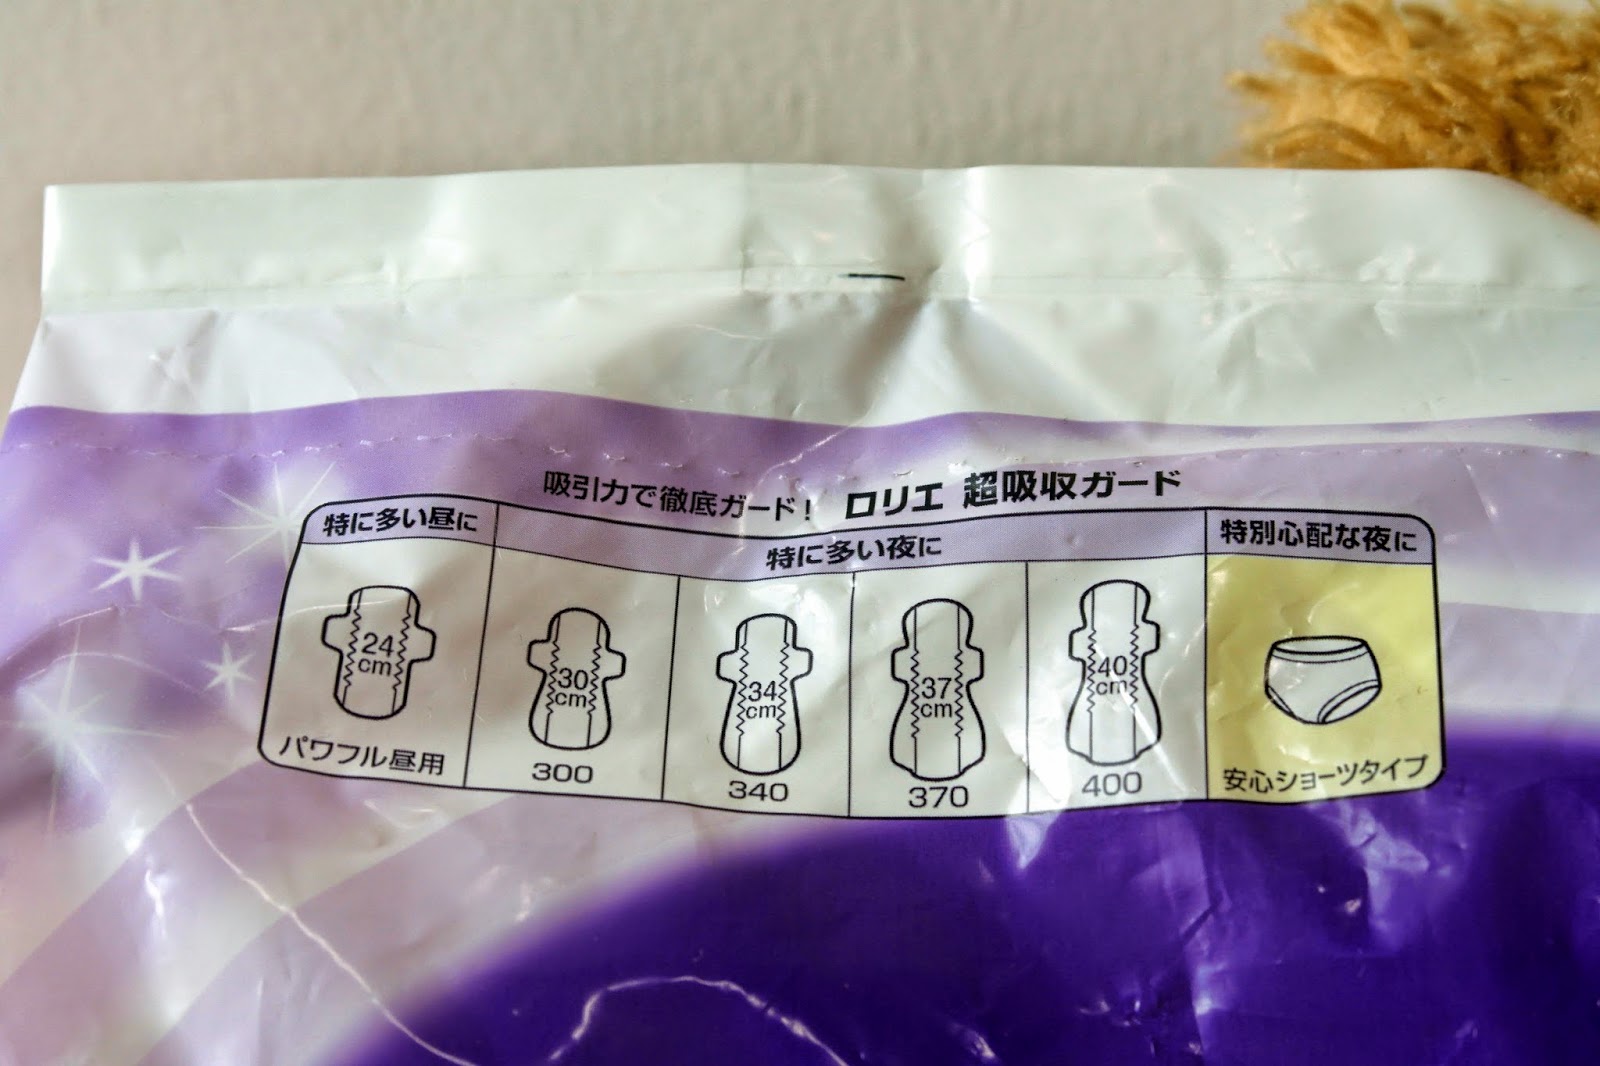 吸引力で徹底ガード! ロリエ 超吸収ガード
特に多い昼に
特に多い夜に
特別心配な夜に
24
cm
30
cm
34
cm
37
cm
40
cm
パワフル昼用
300
340
370
400
安心ショーツタイプ